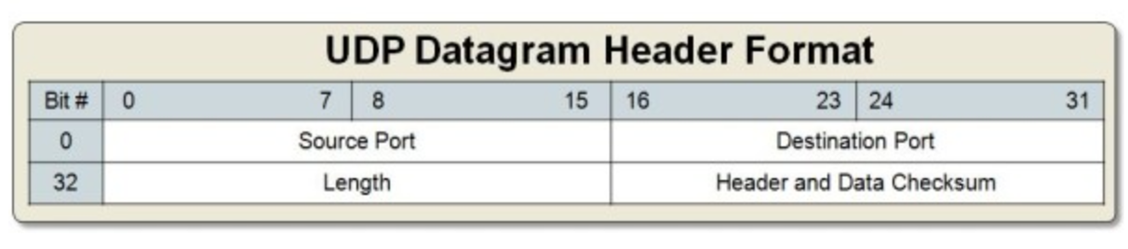 UDP Datagram Header Format
Bit # 0 7 8 15 16 23 24 31
0 Source Port Destination Port
32 Length Header and Data Checksum